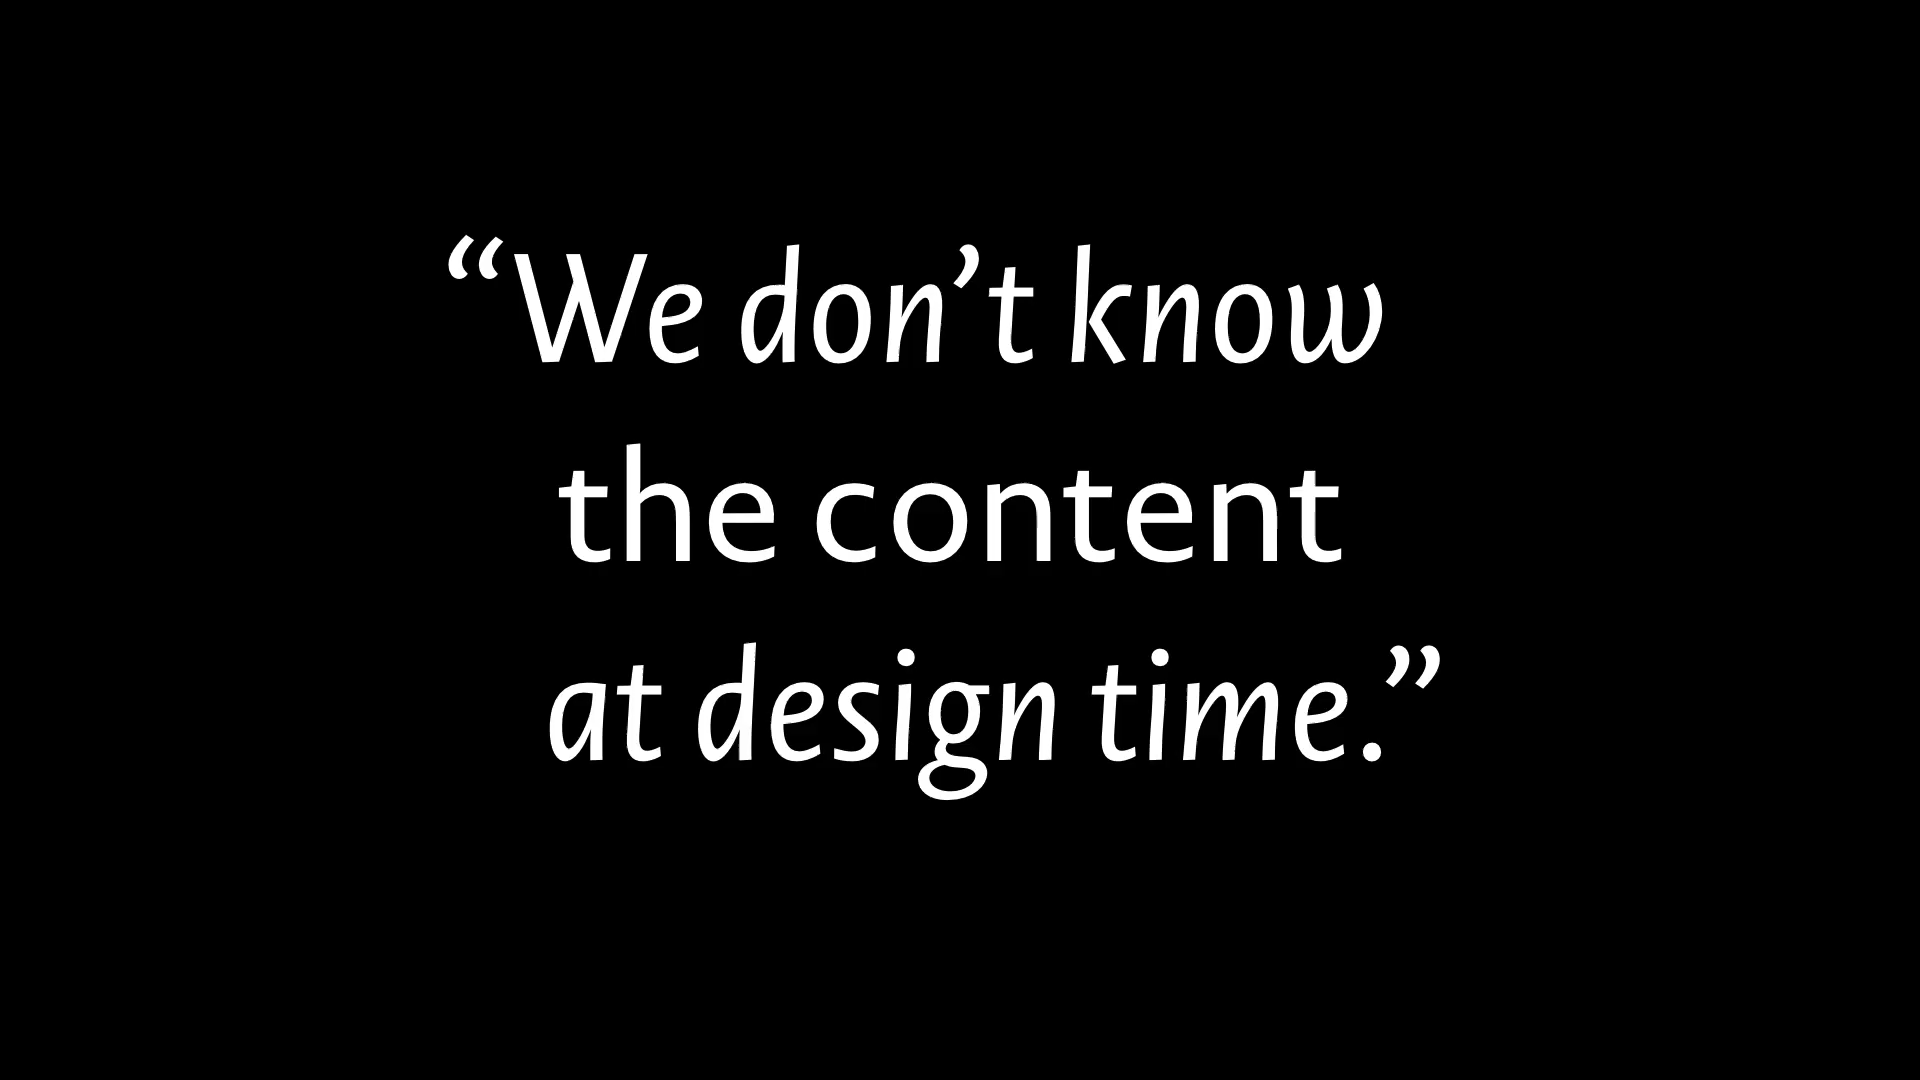 “We don’t know
the content
at design time.”